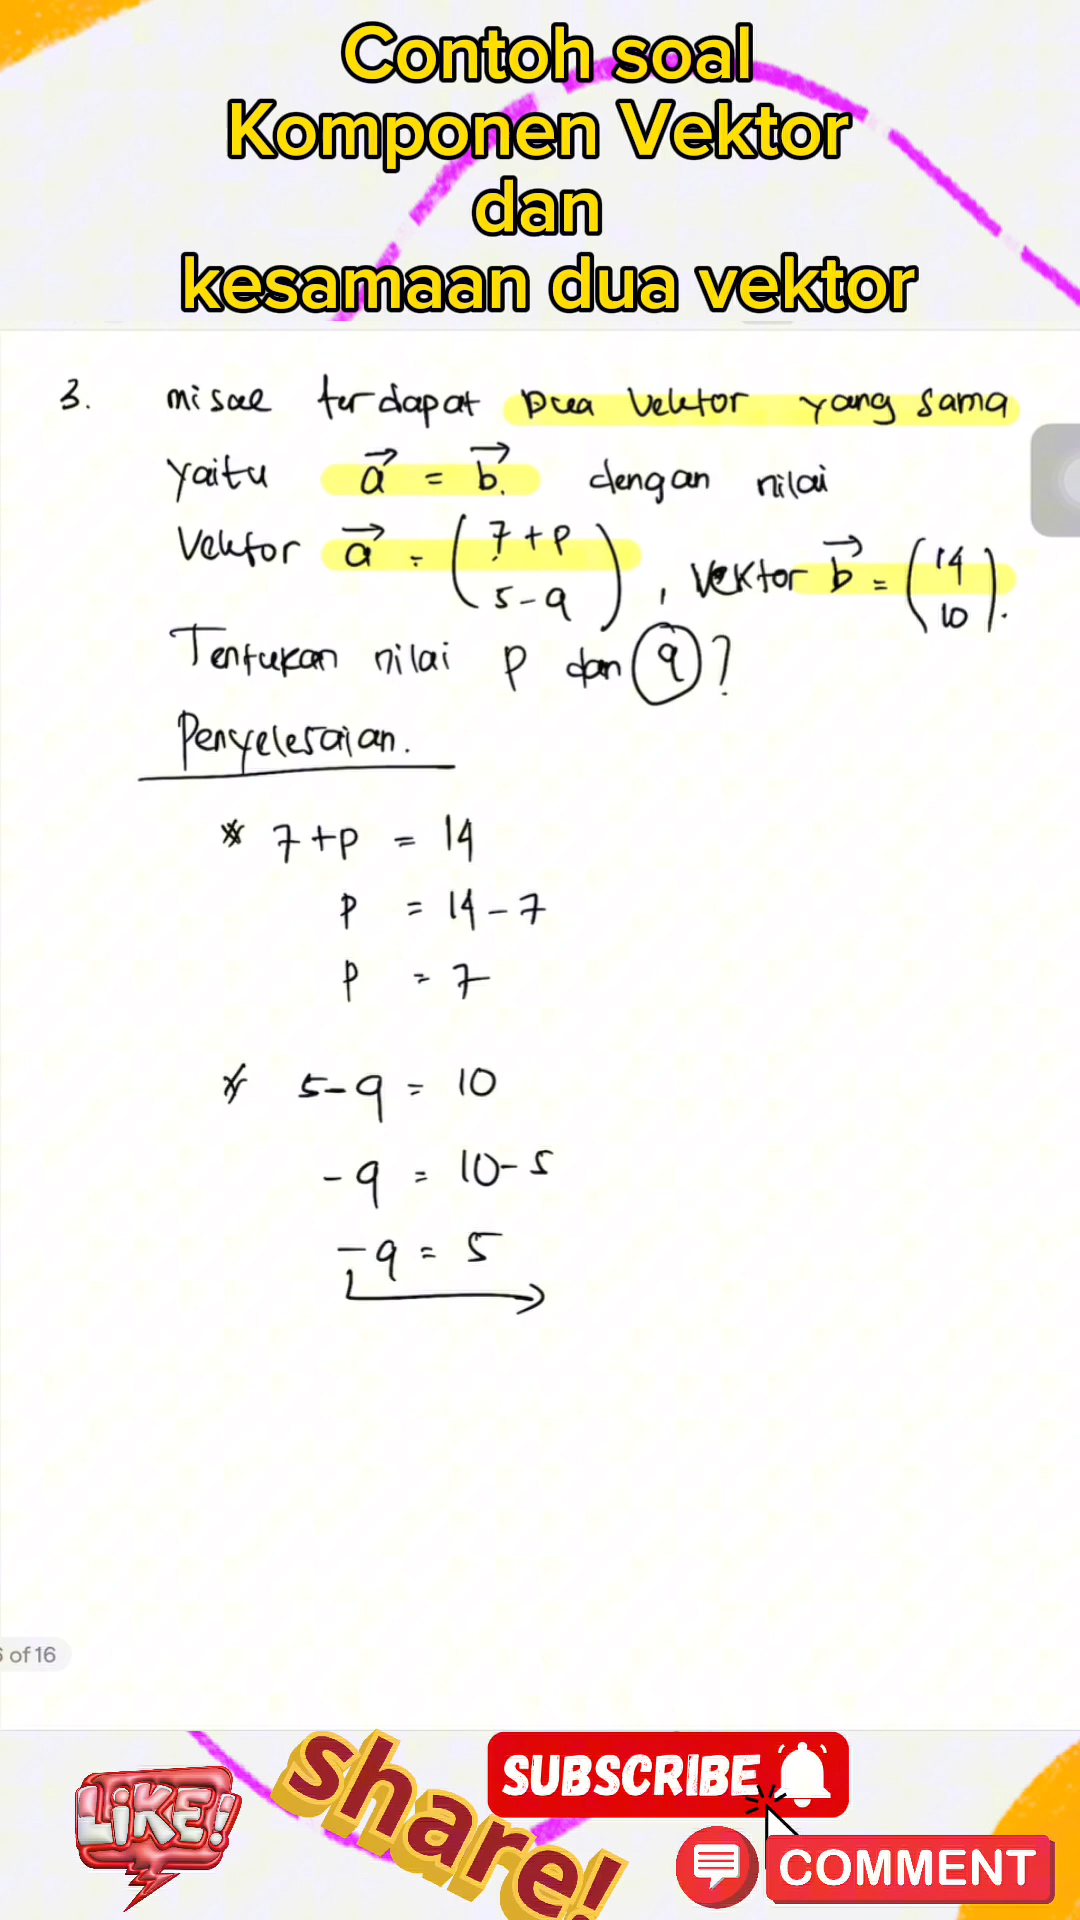 Contoh soal
Komponen Vektor
dan
kesamaan dua vektor
3. misal terdapat Dua Vektor yang sama
yaitu a⃗ = b⃗. dengan nilai
Vektor a⃗ = (7+p 5-q), Vektor b⃗ = (14 10).
Tentukan nilai p dan q?
Penyelesaian.
* 7+p = 14
p = 14-7
p = 7
* 5-q = 10
-q = 10-5
-q = 5
of 16
LiKE!
share!
SUBSCRIBE
COMMENT